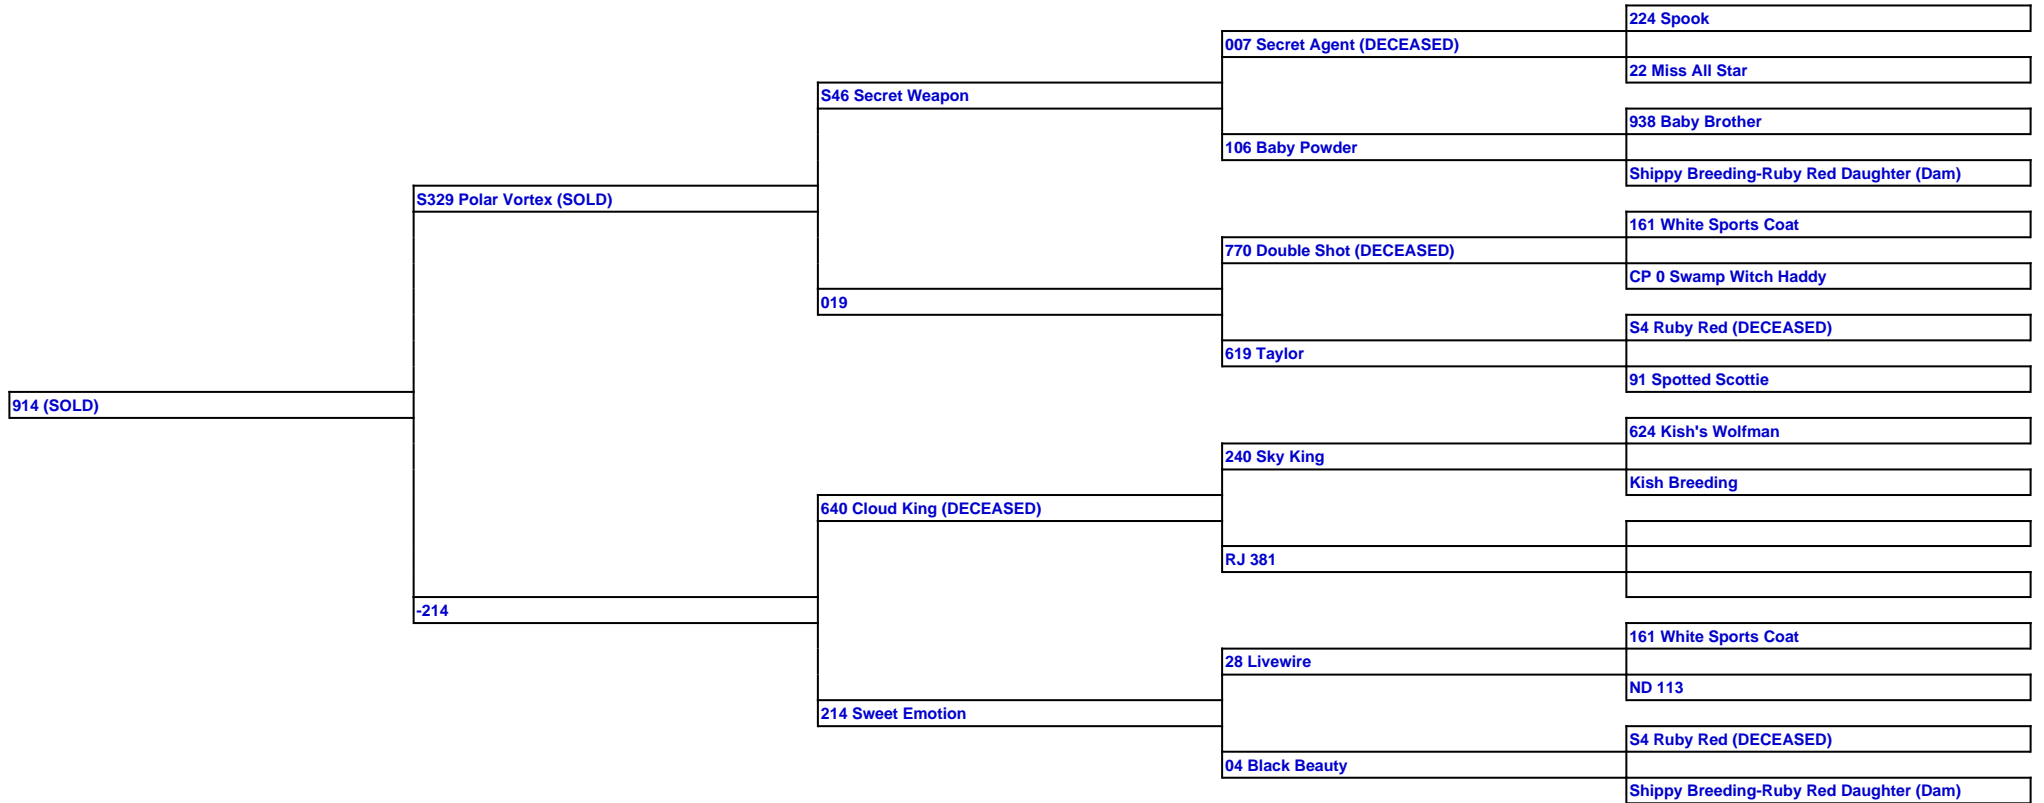 224 Spook
007 Secret Agent (DECEASED)
22 Miss All Star
S46 Secret Weapon
938 Baby Brother
106 Baby Powder
Shippy Breeding-Ruby Red Daughter (Dam)
S329 Polar Vortex (SOLD)
161 White Sports Coat
770 Double Shot (DECEASED)
CP 0 Swamp Witch Haddy
019
S4 Ruby Red (DECEASED)
619 Taylor
91 Spotted Scottie
914 (SOLD)
624 Kish's Wolfman
240 Sky King
Kish Breeding
640 Cloud King (DECEASED)
RJ 381
-214
161 White Sports Coat
28 Livewire
ND 113
214 Sweet Emotion
S4 Ruby Red (DECEASED)
04 Black Beauty
Shippy Breeding-Ruby Red Daughter (Dam)